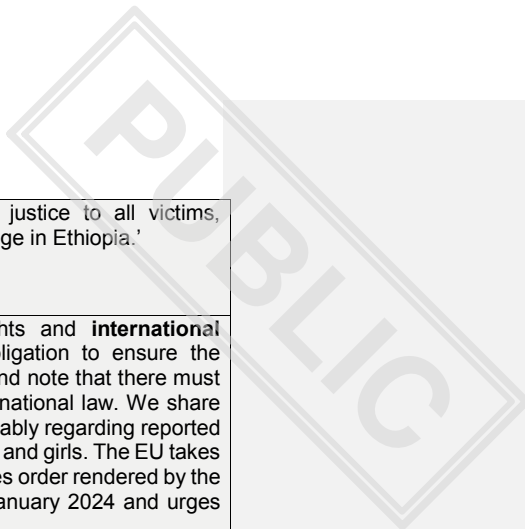 PUBLIC
justice to all victims,
ge in Ethiopia.’
hts and international
ligation to ensure the
nd note that there must
national law. We share
ably regarding reported
and girls. The EU takes
es order rendered by the
anuary 2024 and urges